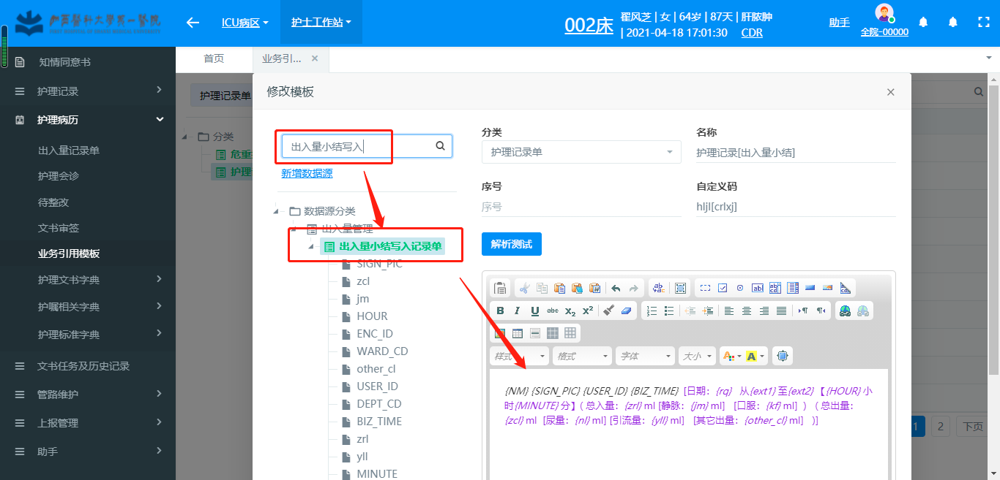 ICU病区
护士工作站
002床
翟风芝 | 女 | 64岁 | 87天 | 肝脓肿
| 2021-04-18 17:01:30 CDR
助手
全院-00000
知情同意书
护理记录
护理病历
出入量记录单
护理会诊
待整改
文书审签
业务引用模板
护理文书字典
护嘱相关字典
护理标准字典
文书任务及历史记录
管路维护
上报管理
助手
首页
业务引...
护理记录单
分类
危重
护理
修改模板
出入量小结写入
新增数据源
数据源分类
出入量管理
出入量小结写入记录单
SIGN_PIC
zcl
jm
HOUR
ENC_ID
WARD_CD
other_cl
USER_ID
DEPT_CD
BIZ_TIME
zrl
yll
MINUTE
分类
护理记录单
名称
护理记录[出入量小结]
序号
序号
自定义码
hljl[crlxj]
解析测试
样式
格式
字体
大小
{NM} {SIGN_PIC} {USER_ID} {BIZ_TIME} [日期：{rq} 从{ext1} 至{ext2} 【{HOUR} 小
时{MINUTE} 分】( 总入量：{zrl} ml [静脉：{jm} ml] [口服：{kf} ml] ) ( 总出量：
{zcl} ml [尿量：{nl} ml] [引流量：{yll} ml] [其它出量：{other_cl} ml] )]
1
2
下页